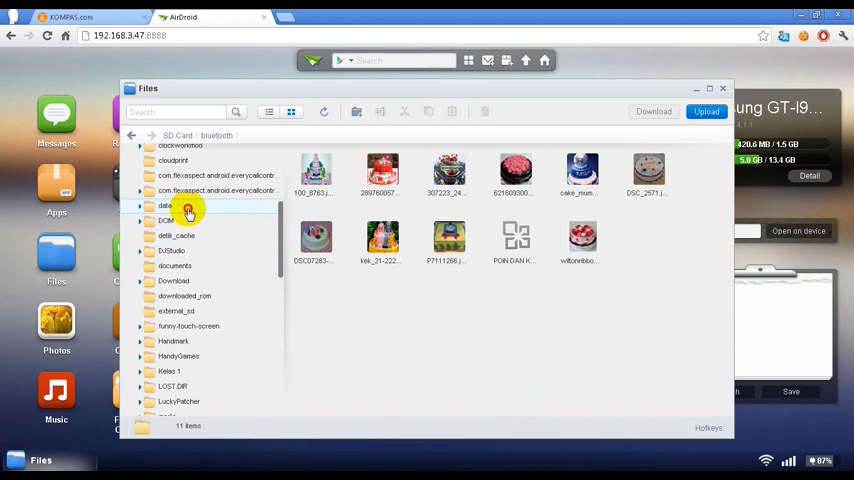 KOMPAS.com
AirDroid
192.168.3.47:8888
Search
Files
Search
Download
Upload
SD Card / bluetooth /
clockworkmod
cloudprint
com.flexaspect.android.everycallcontr...
com.flexaspect.android.everycallcontr...
data
DCIM
detik_cache
DJStudio
documents
Download
downloaded_rom
external_sd
funny-touch-screen
Handmark
HandyGames
Kelas 1
LOST.DIR
LuckyPatcher
100_8763.j...
289760057...
307223_24...
621609300...
cake_mum...
DSC_2571.j...
DSC07283-...
kek_21-222...
P7111266.j...
POIN DAN K...
wiltonribbo...
11 items
Hotkeys:
Messages
Apps
Files
Photos
Music
sung GT-I9...
4.1.1
420.6 MB / 1.5 GB
5.8 GB / 13.4 GB
Detail
Open on device
Save
Files
87%